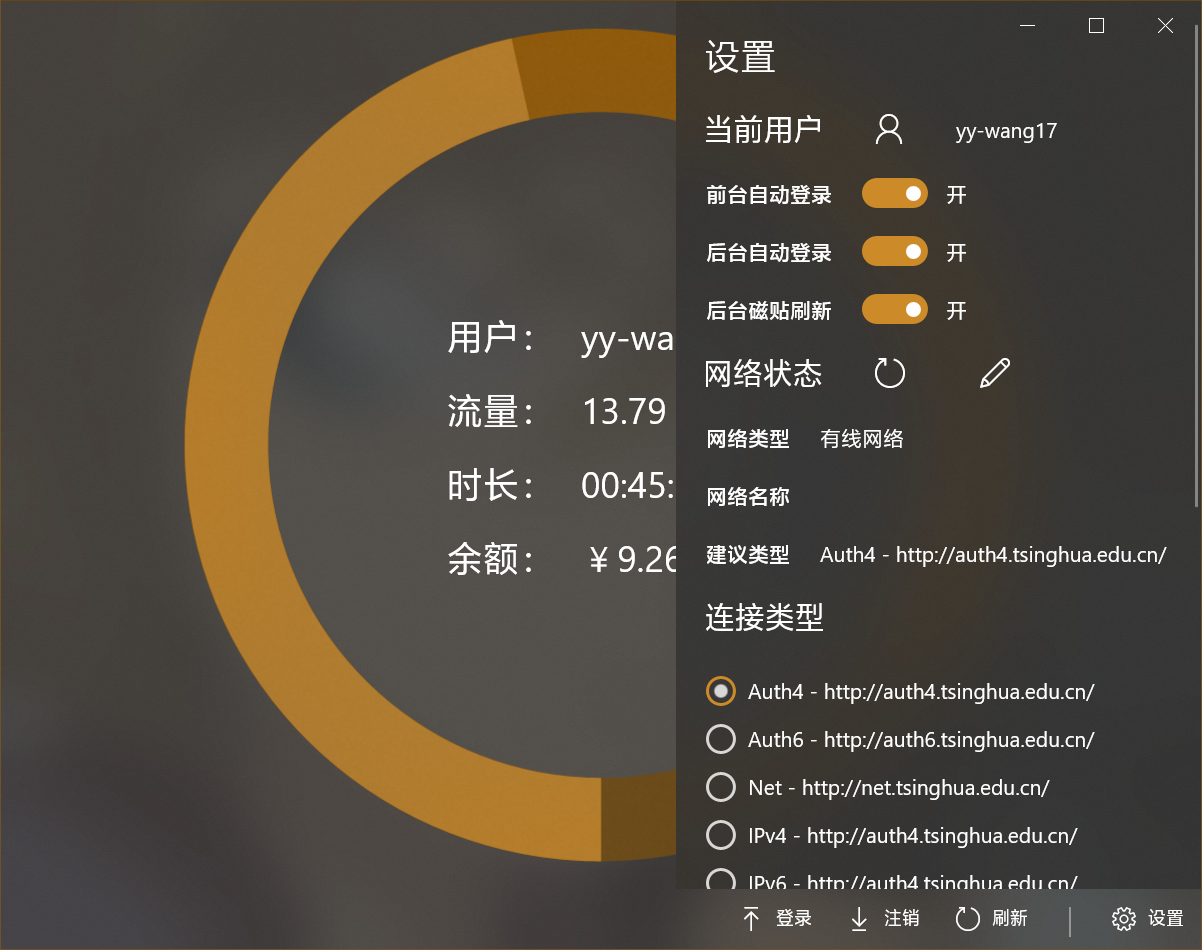 用户： yy-wa
流量： 13.79
时长： 00:45:
余额： ¥ 9.26
设置
当前用户 yy-wang17
前台自动登录 开
后台自动登录 开
后台磁贴刷新 开
网络状态
网络类型 有线网络
网络名称
建议类型 Auth4 - http://auth4.tsinghua.edu.cn/
连接类型
Auth4 - http://auth4.tsinghua.edu.cn/
Auth6 - http://auth6.tsinghua.edu.cn/
Net - http://net.tsinghua.edu.cn/
IPv4 - http://auth4.tsinghua.edu.cn/
IPv6 - http://auth4.tsinghua.edu.cn/
登录 注销 刷新 设置